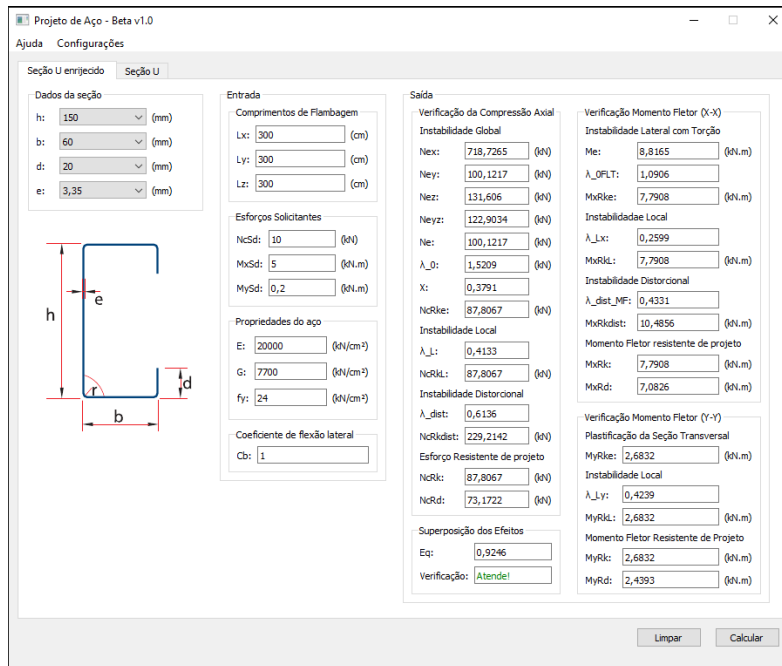 Projeto de Aço - Beta v1.0
Ajuda Configurações
Seção U enrijecido Seção U
Dados da seção
h: 150 (mm)
b: 60 (mm)
d: 20 (mm)
e: 3,35 (mm)
h
e
r
d
b
Entrada
Comprimentos de Flambagem
Lx: 300 (cm)
Ly: 300 (cm)
Lz: 300 (cm)
Esforços Solicitantes
NcSd: 10 (kN)
MxSd: 5 (kN.m)
MySd: 0,2 (kN.m)
Propriedades do aço
E: 20000 (kN/cm²)
G: 7700 (kN/cm²)
fy: 24 (kN/cm²)
Coeficiente de flexão lateral
Cb: 1
Saída
Verificação da Compressão Axial
Instabilidade Global
Nex: 718,7265 (kN)
Ney: 100,1217 (kN)
Nez: 131,606 (kN)
Neyz: 122,9034 (kN)
Ne: 100,1217 (kN)
λ_0: 1,5209 (kN)
X: 0,3791
NcRke: 87,8067 (kN)
Instabilidade Local
λ_L: 0,4133
NcRkL: 87,8067 (kN)
Instabilidade Distorcional
λ_dist: 0,6136
NcRkdist: 229,2142 (kN)
Esforço Resistente de projeto
NcRk: 87,8067 (kN)
NcRd: 73,1722 (kN)
Superposição dos Efeitos
Eq: 0,9246
Verificação: Atende!
Verificação Momento Fletor (X-X)
Instabilidade Lateral com Torção
Me: 8,8165 (kN.m)
λ_0FLT: 1,0906
MxRke: 7,7908 (kN.m)
Instabilidadae Local
λ_Lx: 0,2599
MxRkL: 7,7908 (kN.m)
Instabilidade Distorcional
λ_dist_MF: 0,4331
MxRkdist: 10,4856 (kN.m)
Momento Fletor resistente de projeto
MxRk: 7,7908 (kN.m)
MxRd: 7,0826 (kN.m)
Verificação Momento Fletor (Y-Y)
Plastificação da Seção Transversal
MyRke: 2,6832 (kN.m)
Instabilidade Local
λ_Ly: 0,4239
MyRkL: 2,6832 (kN.m)
Momento Fletor Resistente de Projeto
MyRk: 2,6832 (kN.m)
MyRd: 2,4393 (kN.m)
Limpar Calcular